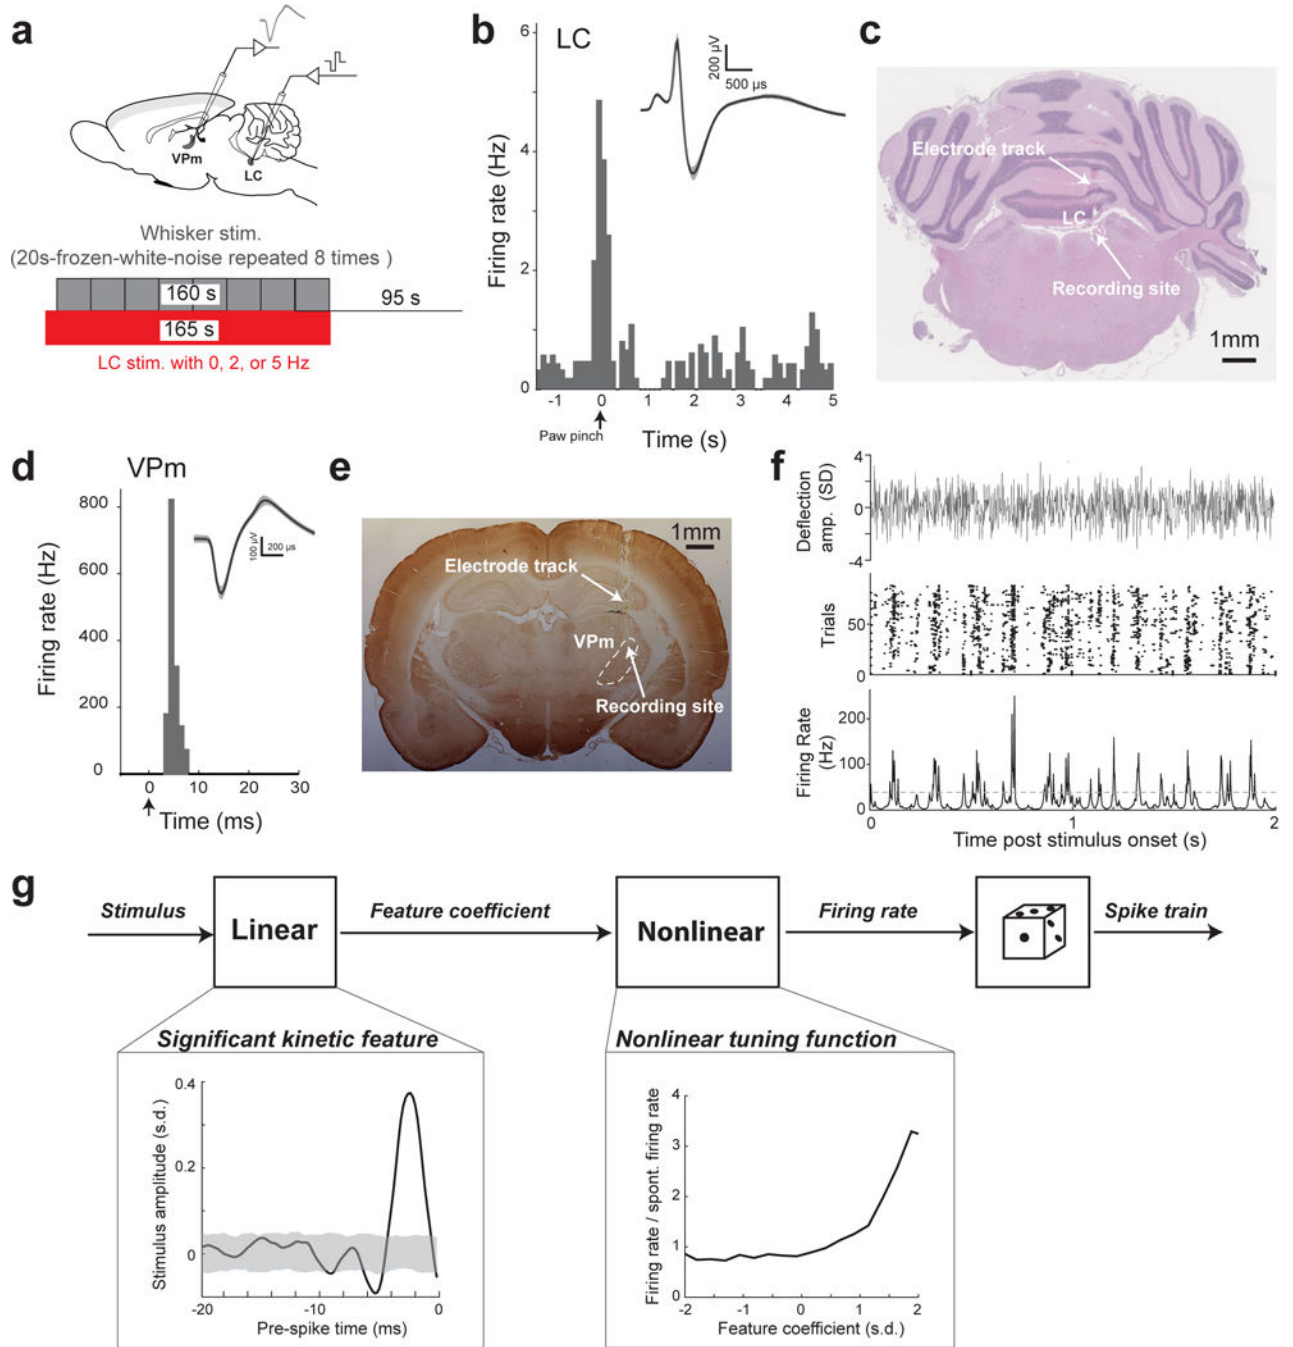 a
VPm
LC
Whisker stim.
(20s-frozen-white-noise repeated 8 times )
160 s
95 s
165 s
LC stim. with 0, 2, or 5 Hz
b
LC
200 µV
500 µs
Firing rate (Hz)
6
4
2
0
-1 0 1 2 3 4 5
Paw pinch
Time (s)
c
Electrode track
LC
Recording site
1mm
d
VPm
100 µV
200 µs
Firing rate (Hz)
800
600
400
200
0
0 10 20 30
Time (ms)
e
1mm
Electrode track
VPm
Recording site
f
Deflection
amp. (SD)
4
0
-4
Trials
50
0
Firing Rate
(Hz)
200
100
0
0 1 2
Time post stimulus onset (s)
g
Stimulus
Linear
Feature coefficient
Nonlinear
Firing rate
Spike train
Significant kinetic feature
Stimulus amplitude (s.d.)
0.4
0.2
0
-20 -10 0
Pre-spike time (ms)
Nonlinear tuning function
Firing rate / spont. firing rate
4
3
2
1
0
-2 -1 0 1 2
Feature coefficient (s.d.)